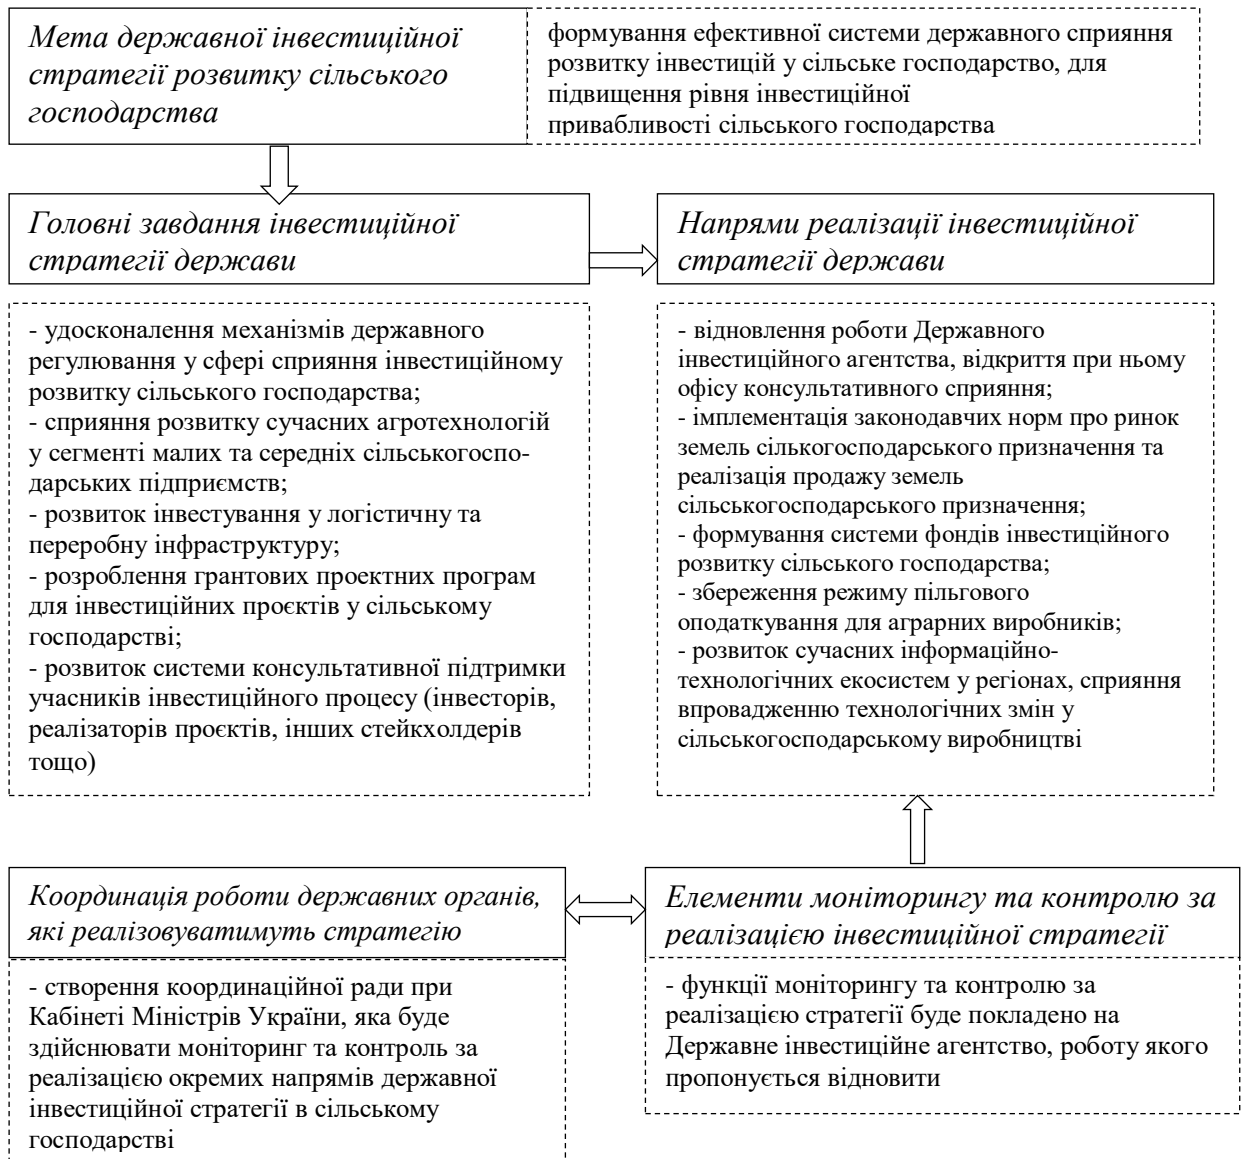 Мета державної інвестиційної
стратегії розвитку сільського
господарства
формування ефективної системи державного сприяння
розвитку інвестицій у сільське господарство, для
підвищення рівня інвестиційної
привабливості сільського господарства
Головні завдання інвестиційної
стратегії держави
Напрями реалізації інвестиційної
стратегії держави
- удосконалення механізмів державного
регулювання у сфері сприяння інвестиційному
розвитку сільського господарства;
- сприяння розвитку сучасних агротехнологій
у сегменті малих та середніх сільськогоспо-
дарських підприємств;
- розвиток інвестування у логістичну та
переробну інфраструктуру;
- розроблення грантових проектних програм
для інвестиційних проєктів у сільському
господарстві;
- розвиток системи консультативної підтримки
учасників інвестиційного процесу (інвесторів,
реалізаторів проєктів, інших стейкхолдерів
тощо)
- відновлення роботи Державного
інвестиційного агентства, відкриття при ньому
офісу консультативного сприяння;
- імплементація законодавчих норм про ринок
земель сількогосподарського призначення та
реалізація продажу земель
сільськогосподарського призначення;
- формування системи фондів інвестиційного
розвитку сільського господарства;
- збереження режиму пільгового
оподаткування для аграрних виробників;
- розвиток сучасних інформаційно-
технологічних екосистем у регіонах, сприяння
впровадженню технологічних змін у
сільськогосподарському виробництві
Координація роботи державних органів,
які реалізовуватимуть стратегію
Елементи моніторингу та контролю за
реалізацією інвестиційної стратегії
- створення координаційної ради при
Кабінеті Міністрів України, яка буде
здійснювати моніторинг та контроль за
реалізацією окремих напрямів державної
інвестиційної стратегії в сільському
господарстві
- функції моніторингу та контролю за
реалізацією стратегії буде покладено на
Державне інвестиційне агентство, роботу якого
пропонується відновити